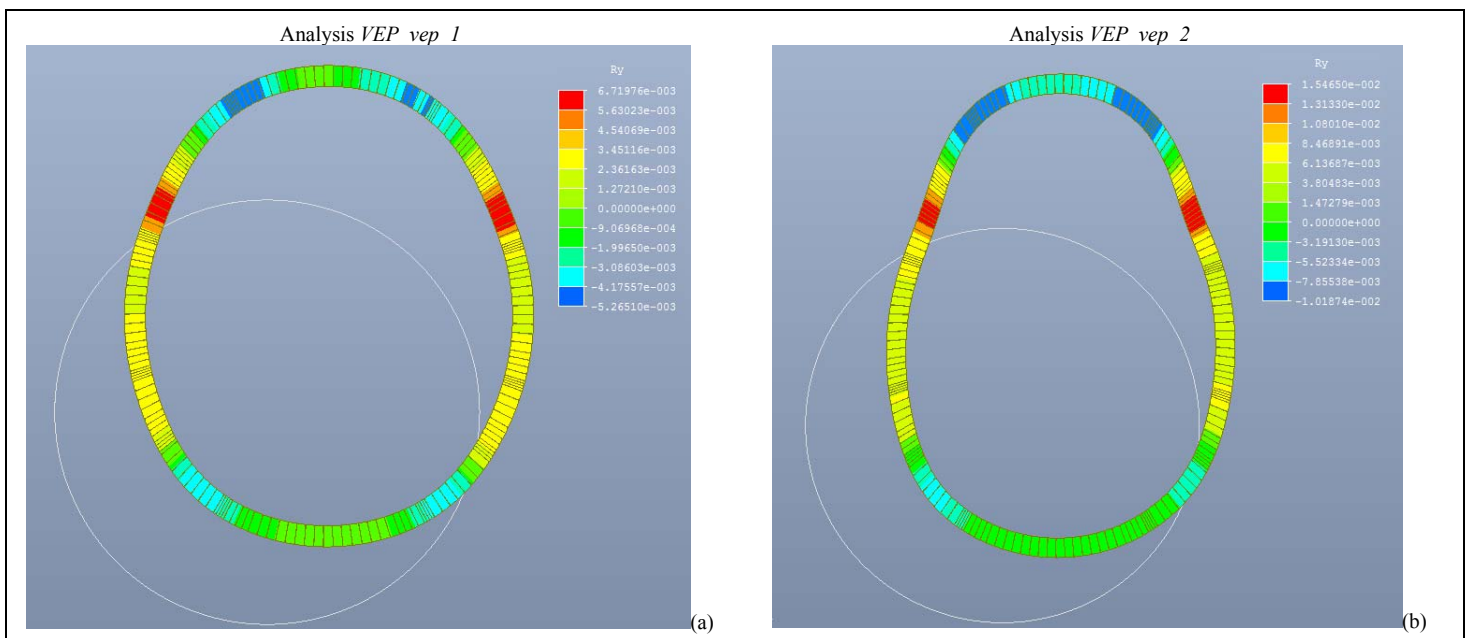 Analysis VEP vep 1
Ry
6.71976e-003
5.63023e-003
4.54069e-003
3.45116e-003
2.36163e-003
1.27210e-003
0.00000e+000
-9.06968e-004
-1.99650e-003
-3.08603e-003
-4.17557e-003
-5.26510e-003
(a)
Analysis VEP vep 2
Ry
1.54650e-002
1.31330e-002
1.08010e-002
8.46891e-003
6.13687e-003
3.80483e-003
1.47279e-003
0.00000e+000
-3.19130e-003
-5.52334e-003
-7.85538e-003
-1.01874e-002
(b)